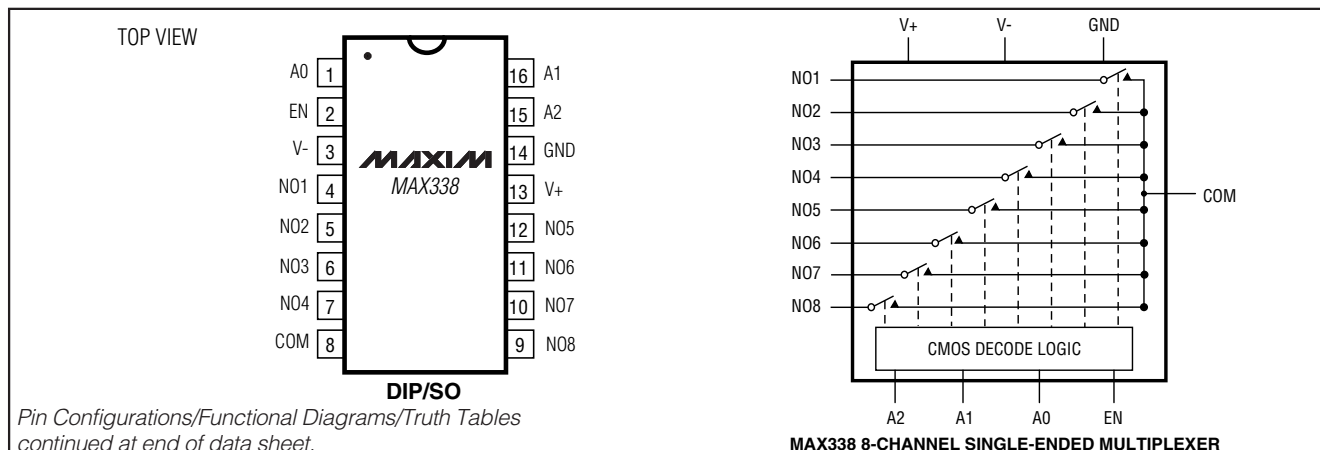 TOP VIEW
A0 1
EN 2
V- 3
NO1 4
NO2 5
NO3 6
NO4 7
COM 8
16 A1
15 A2
14 GND
13 V+
12 NO5
11 NO6
10 NO7
9 NO8
MAXIM
MAX338
DIP/SO
Pin Configurations/Functional Diagrams/Truth Tables
continued at end of data sheet.
V+ V- GND
NO1
NO2
NO3
NO4
NO5
NO6
NO7
NO8
COM
CMOS DECODE LOGIC
A2 A1 A0 EN
MAX338 8-CHANNEL SINGLE-ENDED MULTIPLEXER